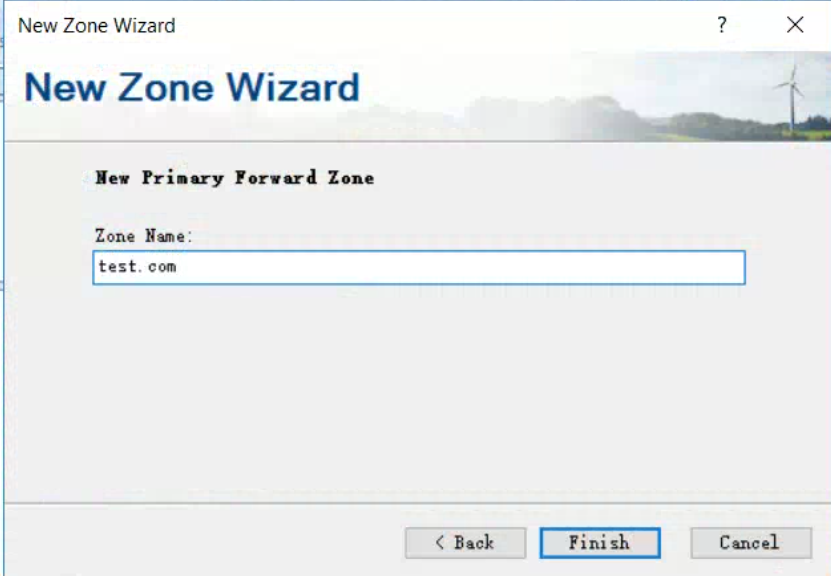 New Zone Wizard
?
New Zone Wizard
New Primary Forward Zone
Zone Name:
test.com
< Back
Finish
Cancel